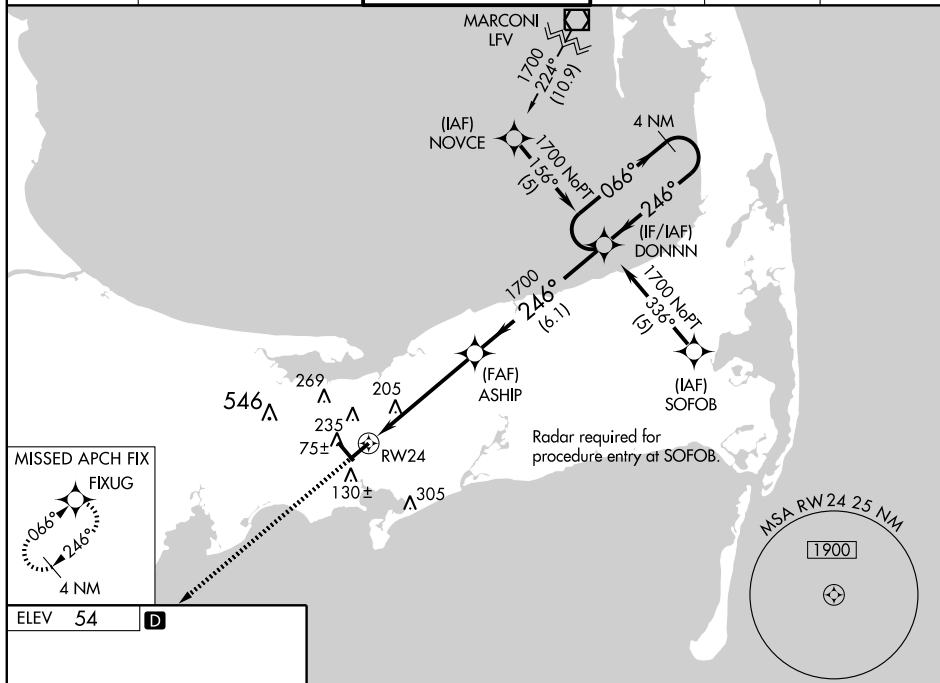 MARCONI
LFV
1700
224°
(10.9)
(IAF)
NOVCE
1700 NoPT
156°
(5)
4 NM
066°
246°
(IF/IAF)
DONNN
1700
246°
(6.1)
1700 NoPT
336°
(5)
(FAF)
ASHIP
(IAF)
SOFOB
546
269
205
235
75±
RW24
130±
305
Radar required for
procedure entry at SOFOB.
MISSED APCH FIX
FIXUG
066°
246°
4 NM
MSA RW24 25 NM
1900
ELEV 54
D